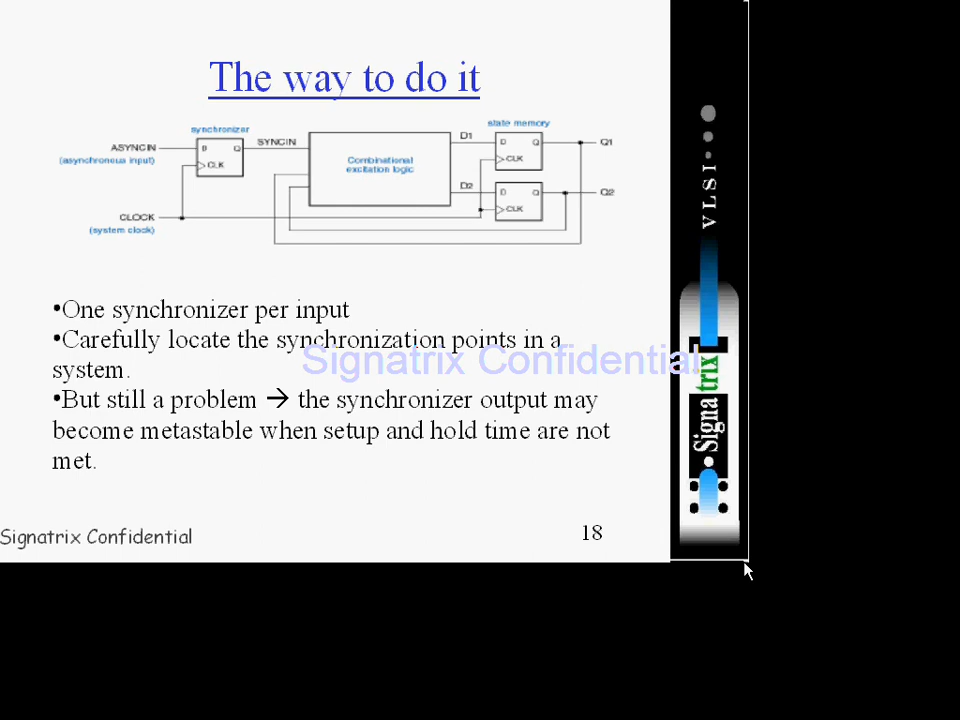 The way to do it
synchronizer
state memory
ASYNCIN
(asynchronous input)
D Q
CLK
SYNCIN
Combinational
excitation logic
D1
D Q
CLK
Q1
D2
D Q
CLK
Q2
CLOCK
(system clock)
•One synchronizer per input
•Carefully locate the synchronization points in a
system.
•But still a problem → the synchronizer output may
become metastable when setup and hold time are not
met.
Signatrix Confidential
Signatrix Confidential
18
VLSI
Signatrix